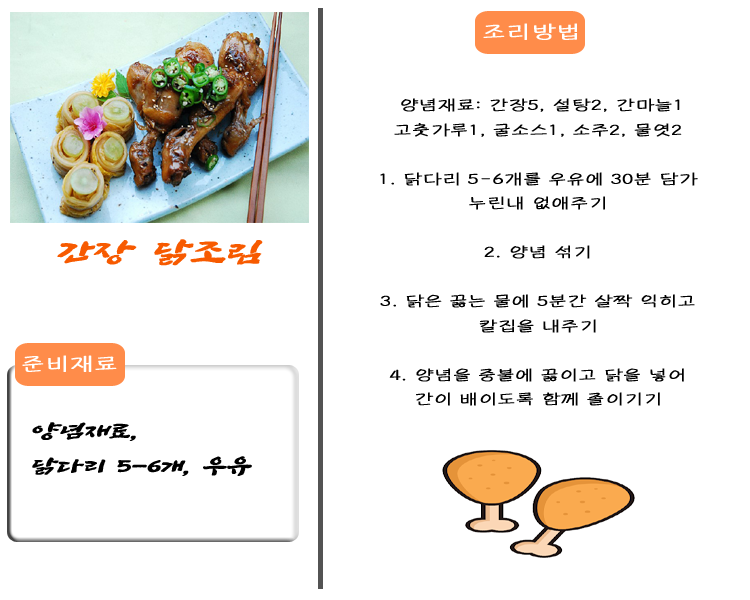 간장 닭조림
준비재료
양념재료,
닭다리 5-6개, 우유
조리방법
양념재료: 간장5, 설탕2, 간마늘1
고춧가루1, 굴소스1, 소주2, 물엿2
1. 닭다리 5-6개를 우유에 30분 담가
누린내 없애주기
2. 양념 섞기
3. 닭은 끓는 물에 5분간 살짝 익히고
칼집을 내주기
4. 양념을 중불에 끓이고 닭을 넣어
간이 배이도록 함께 졸이기기